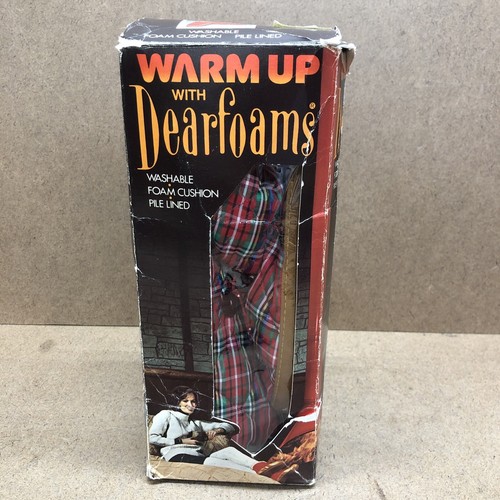 WASHABLE
FOAM CUSHION PILE LINED
WARM UP
WITH
Dearfoams®
WASHABLE
FOAM CUSHION
PILE LINED